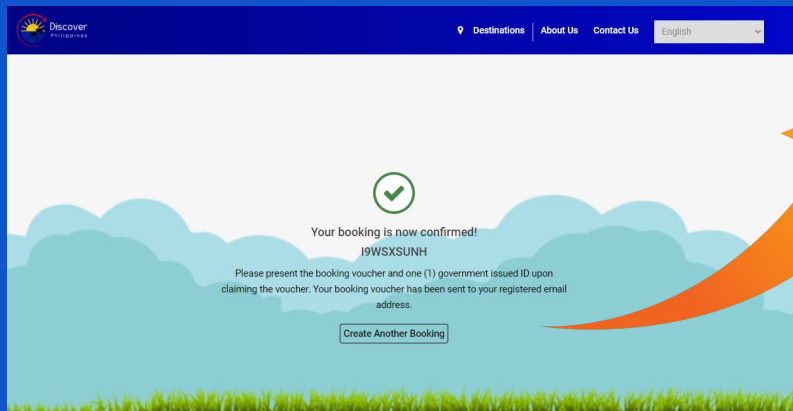 Discover
Philippines
Destinations
About Us
Contact Us
English
Your booking is now confirmed!
I9WSXSUNH
Please present the booking voucher and one (1) government issued ID upon
claiming the voucher. Your booking voucher has been sent to your registered email
address.
Create Another Booking